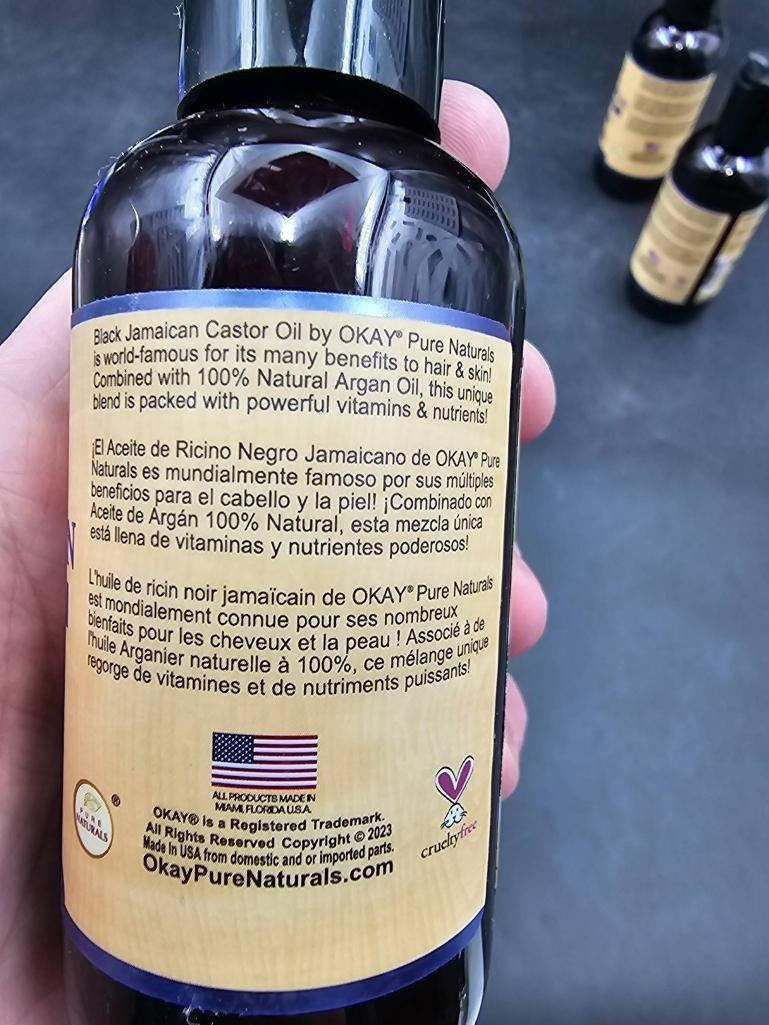 Black Jamaican Castor Oil by OKAY® Pure Naturals
is world-famous for its many benefits to hair & skin!
Combined with 100% Natural Argan Oil, this unique
blend is packed with powerful vitamins & nutrients!
¡El Aceite de Ricino Negro Jamaicano de OKAY® Pure
Naturals es mundialmente famoso por sus múltiples
beneficios para el cabello y la piel! ¡Combinado con
Aceite de Argán 100% Natural, esta mezcla única
está llena de vitaminas y nutrientes poderosos!
L'huile de ricin noir jamaïcain de OKAY® Pure Naturals
est mondialement connue pour ses nombreux
bienfaits pour les cheveux et la peau ! Associé à de
l'huile Arganier naturelle à 100%, ce mélange unique
regorge de vitamines et de nutriments puissants!
ALL PRODUCTS MADE IN
MIAMI, FLORIDA U.S.A.
PURE
NATURALS
®
OKAY® is a Registered Trademark.
All Rights Reserved Copyright © 2023
Made In USA from domestic and or imported parts.
OkayPureNaturals.com
crueltyfree